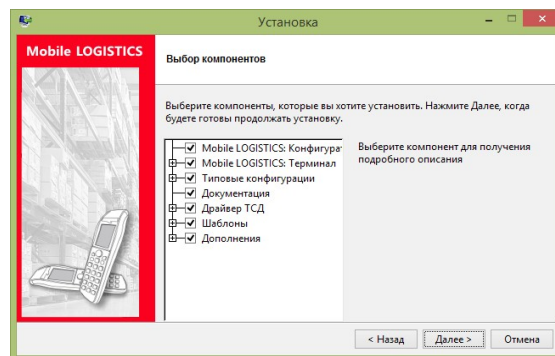 Установка
Mobile LOGISTICS
Выбор компонентов
Выберите компоненты, которые вы хотите установить. Нажмите Далее, когда
будете готовы продолжать установку.
Mobile LOGISTICS: Конфигурат
Mobile LOGISTICS: Терминал
Типовые конфигурации
Документация
Драйвер ТСД
Шаблоны
Дополнения
Выберите компонент для получения
подробного описания
< Назад
Далее >
Отмена